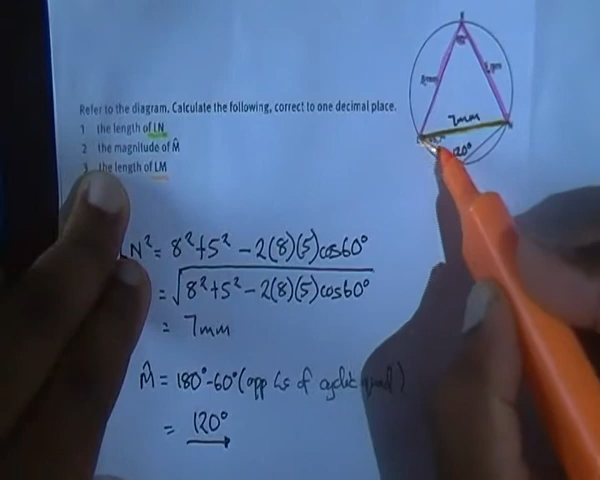 Refer to the diagram. Calculate the following, correct to one decimal place.
1 the length of LN
2 the magnitude of M̂
3 the length of LM
7mm
120°
N² = 8²+5² - 2(8)(5)cos60°
= √8²+5²-2(8)(5)cos60°
= 7mm
M̂ = 180°-60° (opp ∠s of cyclic quad)
= 120°